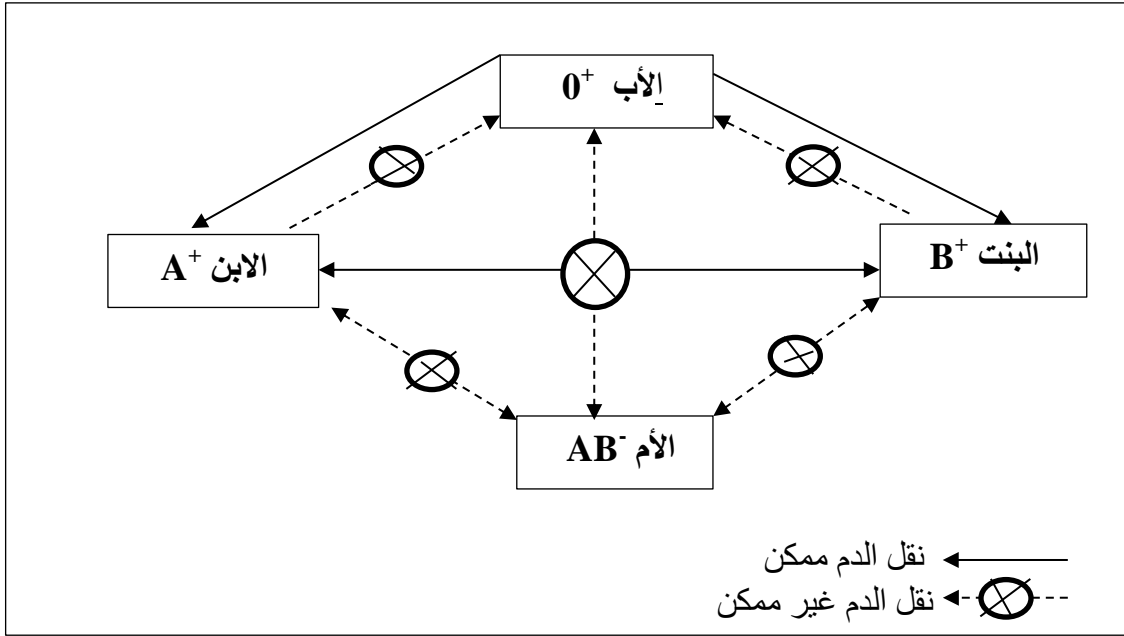 الأب 0⁺
الابن A⁺
البنت B⁺
الأم AB⁻
نقل الدم ممكن
نقل الدم غير ممكن